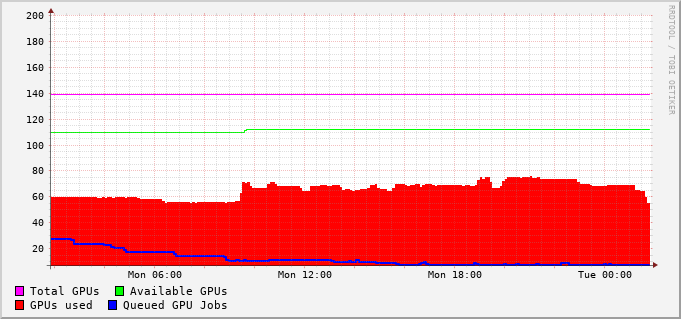 200
180
160
140
120
100
80
60
40
20
Mon 06:00 Mon 12:00 Mon 18:00 Tue 00:00
Total GPUs Available GPUs
GPUs used Queued GPU Jobs
RRDTOOL / TOBI OETIKER